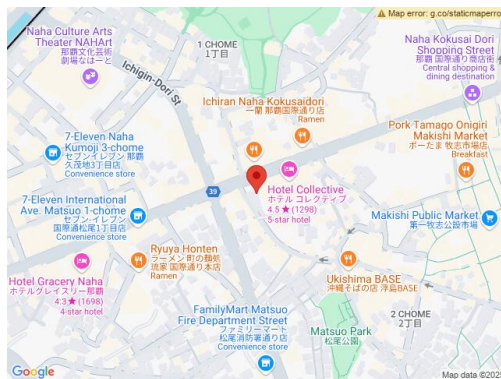 Map error: g.co/staticmaperro
Naha Culture Arts
Theater NAHArt
那覇文化芸術
劇場なはーと
1 CHOME
1丁目
Naha Kokusai Dori
Shopping Street
那覇 国際通り商店街
Central shopping &
dining destination
Ichigin-Dori St
Ichiran Naha Kokusaidori
一蘭 那覇国際通り
Ramen
7-Eleven Naha
Kumoji 3-chome
セブン-イレブン 那覇
久茂地3丁目店
Convenience store
Pork Tamago Onigiri
Makishi Market
ポーたま 牧志市場店
Breakfast
39
Hotel Collective
ホテル コレクティブ
4.5 ★ (1298)
5-star hotel
7-Eleven International
Ave. Matsuo 1-chome
セブン-イレブン
国際通松尾1丁目店
Convenience store
Makishi Public Market
第一牧志公設市場
Ryuya Honten
ラーメン 町の麺処
琉家 国際通り本店
Ramen
Hotel Gracery Naha
ホテルグレイスリー那覇
4.3 ★ (1698)
4-star hotel
Ukishima BASE
沖縄そばの店 浮島BASE
FamilyMart Matsuo
Fire Department Street
ファミリーマート
松尾消防署通り店
Convenience store
Matsuo Park
松尾公園
2 CHOME
2丁目
Google
Map data ©2025